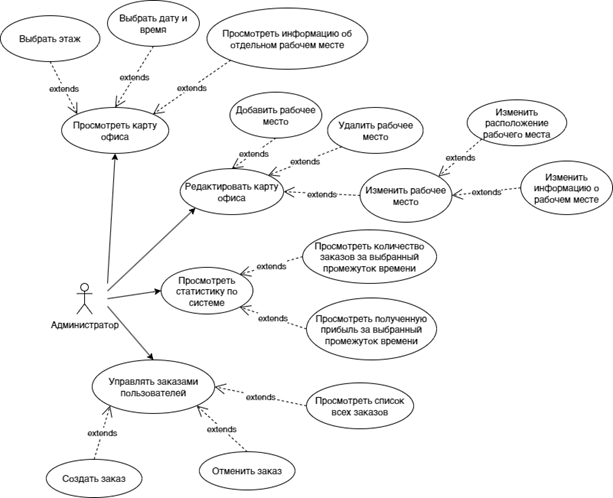 Выбрать этаж
extends
Выбрать дату и
время
extends
Просмотреть информацию об
отдельном рабочем месте
extends
Просмотреть карту
офиса
Добавить рабочее
место
extends
Удалить рабочее
место
extends
Редактировать карту
офиса
extends
Изменить рабочее
место
Изменить
расположение
рабочего места
extends
Изменить
информацию о
рабочем месте
extends
Администратор
Просмотреть
статистику по
системе
extends
Просмотреть количество
заказов за выбранный
промежуток времени
extends
Просмотреть полученную
прибыль за выбранный
промежуток времени
Управлять заказами
пользователей
extends
Просмотреть список
всех заказов
extends
Создать заказ
extends
Отменить заказ